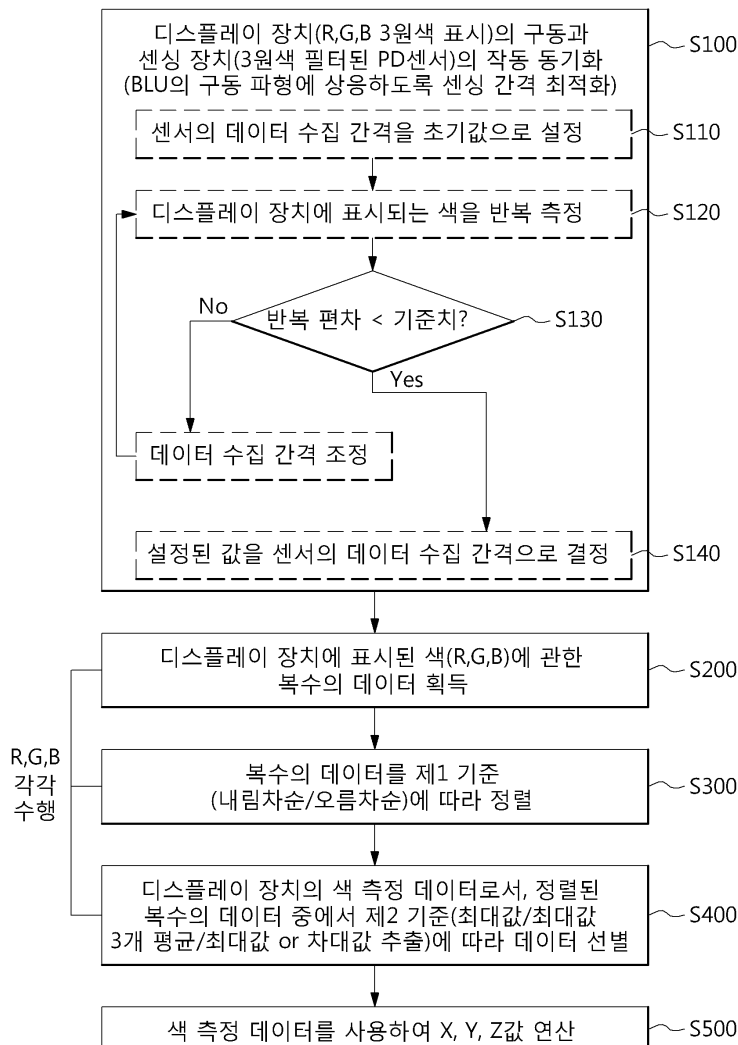 디스플레이 장치(R,G,B 3원색 표시)의 구동과
센싱 장치(3원색 필터된 PD센서)의 작동 동기화
(BLU의 구동 파형에 상응하도록 센싱 간격 최적화)
S100
센서의 데이터 수집 간격을 초기값으로 설정
S110
디스플레이 장치에 표시되는 색을 반복 측정
S120
No
반복 편차 < 기준치?
S130
Yes
데이터 수집 간격 조정
설정된 값을 센서의 데이터 수집 간격으로 결정
S140
디스플레이 장치에 표시된 색(R,G,B)에 관한
복수의 데이터 획득
S200
R,G,B
각각
수행
복수의 데이터를 제1 기준
(내림차순/오름차순)에 따라 정렬
S300
디스플레이 장치의 색 측정 데이터로서, 정렬된
복수의 데이터 중에서 제2 기준(최대값/최대값
3개 평균/최대값 or 차대값 추출)에 따라 데이터 선별
S400
색 측정 데이터를 사용하여 X, Y, Z값 연산
S500